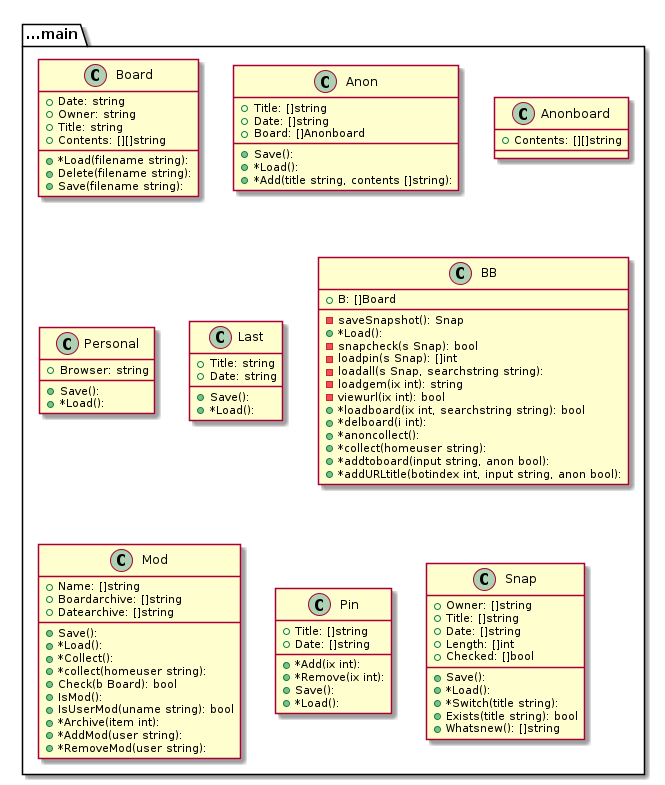 ...main
C Board
Date: string
Owner: string
Title: string
Contents: [][]string
*Load(filename string):
Delete(filename string):
Save(filename string):
C Anon
Title: []string
Date: []string
Board: []Anonboard
Save():
*Load():
*Add(title string, contents []string):
C Anonboard
Contents: [][]string
C Personal
Browser: string
Save():
*Load():
C Last
Title: string
Date: string
Save():
*Load():
C BB
B: []Board
saveSnapshot(): Snap
*Load():
snapcheck(s Snap): bool
loadpin(s Snap): []int
loadall(s Snap, searchstring string):
loadgem(ix int): string
viewurl(ix int): bool
*loadboard(ix int, searchstring string): bool
*delboard(i int):
*anoncollect():
*collect(homeuser string):
*addtoboard(input string, anon bool):
*addURLtitle(botindex int, input string, anon bool):
C Mod
Name: []string
Boardarchive: []string
Datearchive: []string
Save():
*Load():
*Collect():
*collect(homeuser string):
Check(b Board): bool
IsMod():
IsUserMod(uname string): bool
*Archive(item int):
*AddMod(user string):
*RemoveMod(user string):
C Pin
Title: []string
Date: []string
*Add(ix int):
*Remove(ix int):
Save():
*Load():
C Snap
Owner: []string
Title: []string
Date: []string
Length: []int
Checked: []bool
Save():
*Load():
*Switch(title string):
Exists(title string): bool
Whatsnew(): []string